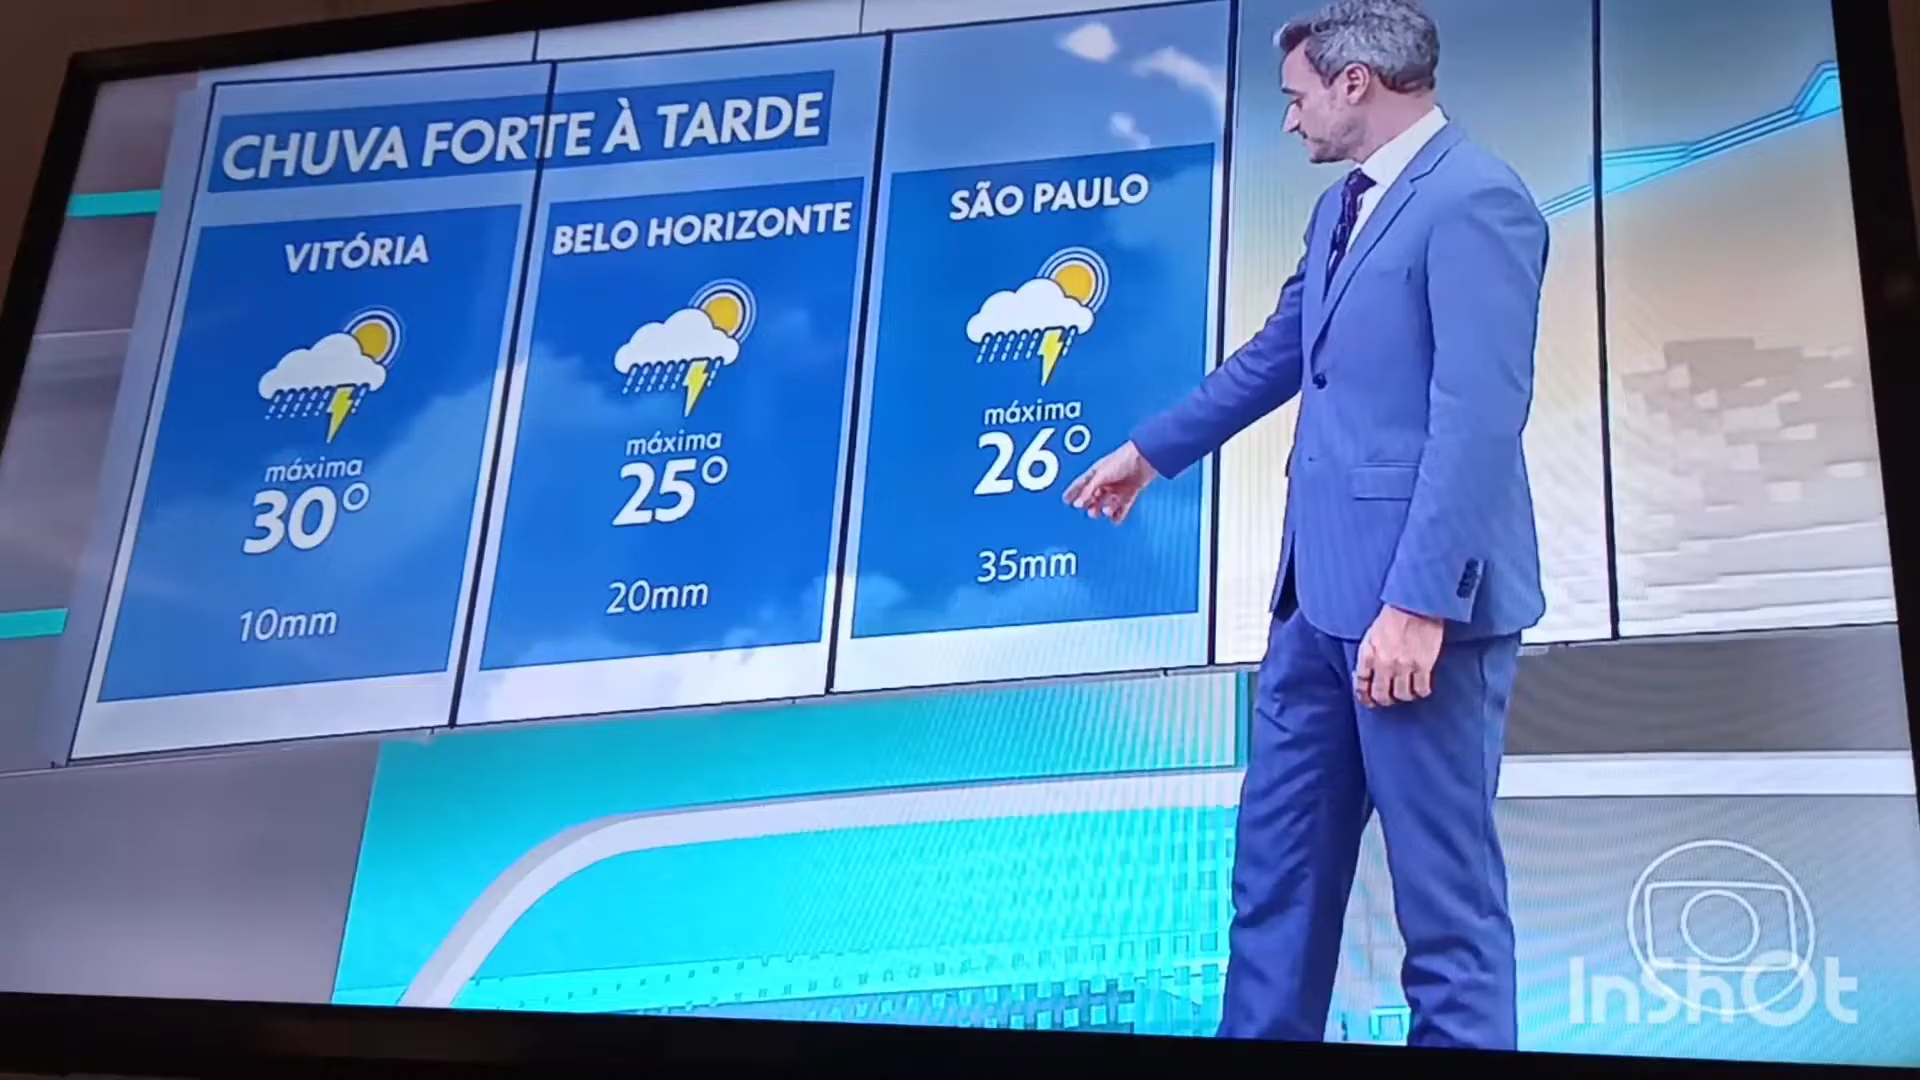 CHUVA FORTE À TARDE
VITÓRIA
máxima
30°
10mm
BELO HORIZONTE
máxima
25°
20mm
SÃO PAULO
máxima
26°
35mm
InShOt